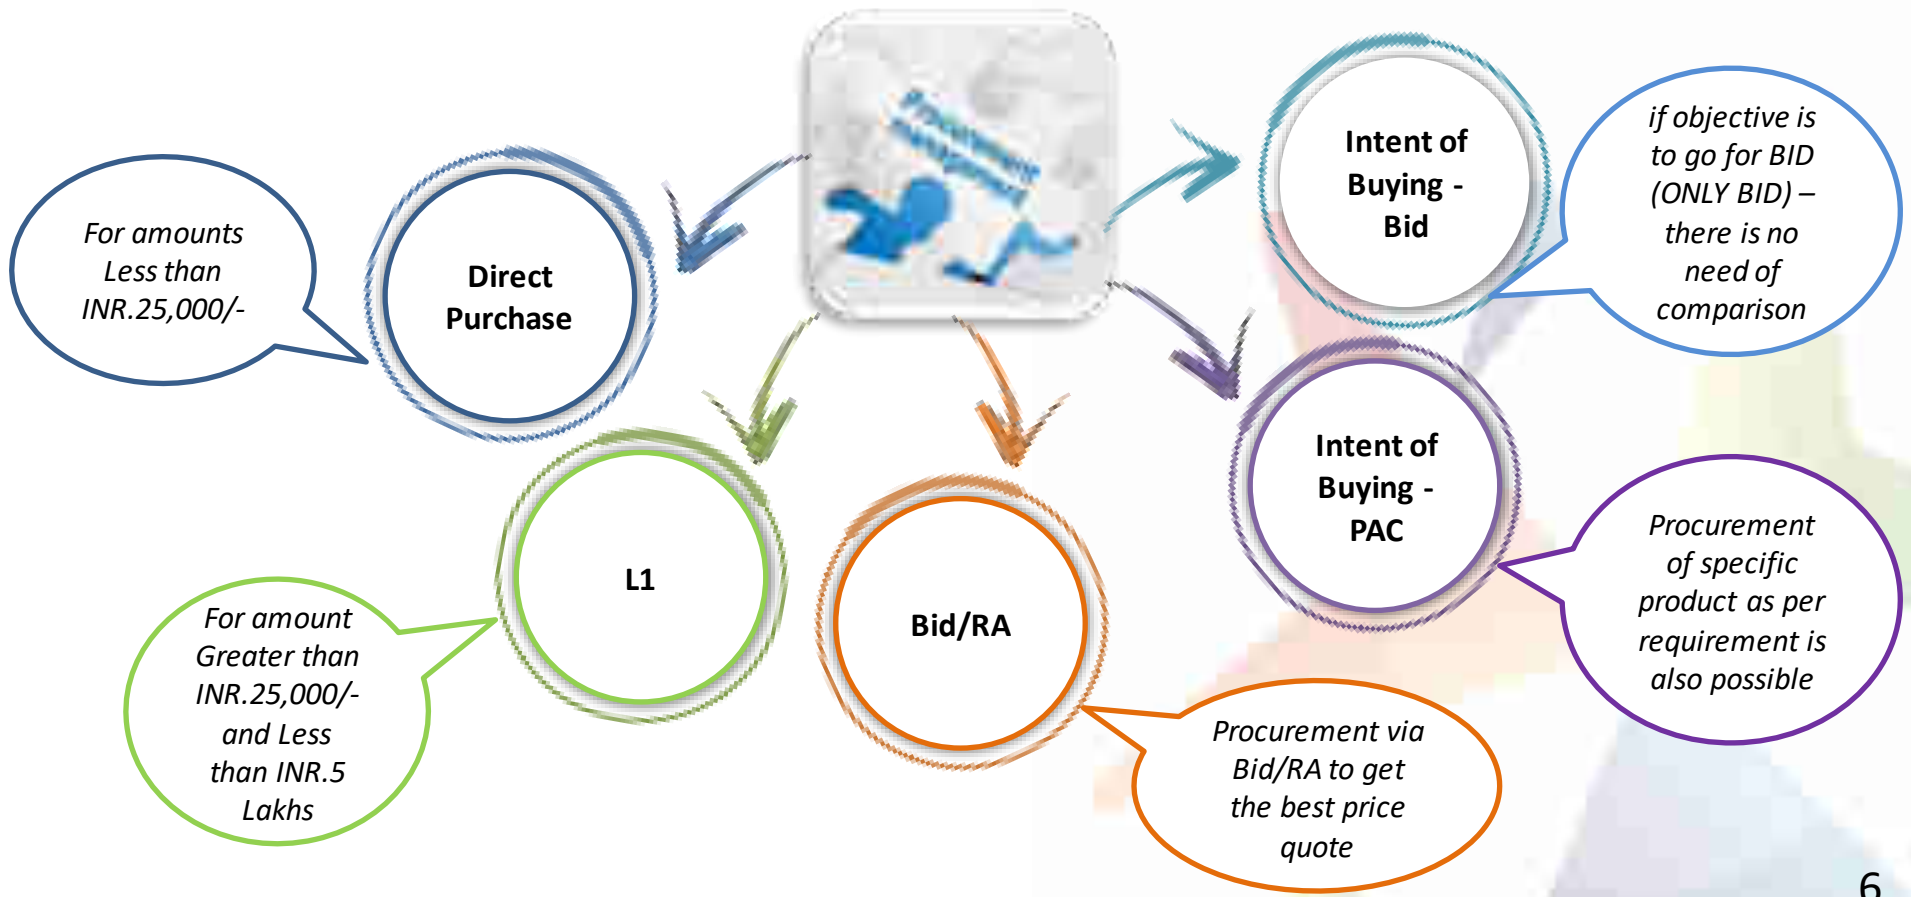 For amounts
Less than
INR.25,000/-
Direct
Purchase
Intent of
Buying -
Bid
if objective is
to go for BID
(ONLY BID) –
there is no
need of
comparison
For amount
Greater than
INR.25,000/-
and Less
than INR.5
Lakhs
L1
Bid/RA
Procurement via
Bid/RA to get
the best price
quote
Intent of
Buying -
PAC
Procurement
of specific
product as per
requirement is
also possible
6